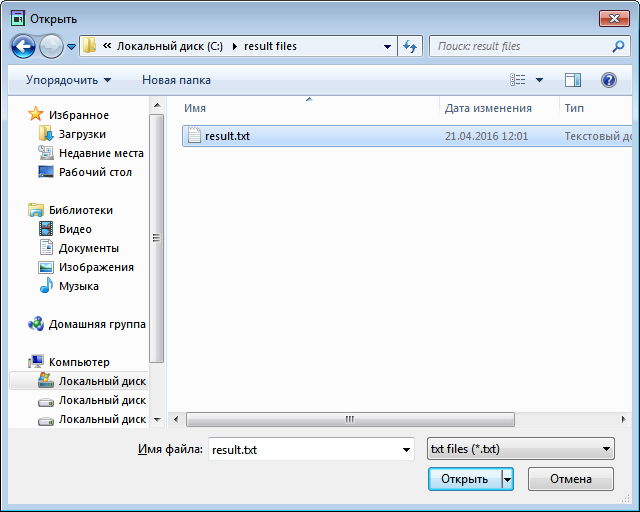 Открыть
« Локальный диск (C:) result files
Поиск: result files
Упорядочить Новая папка
Избранное
Загрузки
Недавние места
Рабочий стол
Библиотеки
Видео
Документы
Изображения
Музыка
Домашняя группа
Компьютер
Локальный диск
Локальный диск
Локальный диск
Имя Дата изменения Тип
result.txt 21.04.2016 12:01 Текстовый до
Имя файла: result.txt txt files (*.txt)
Открыть Отмена